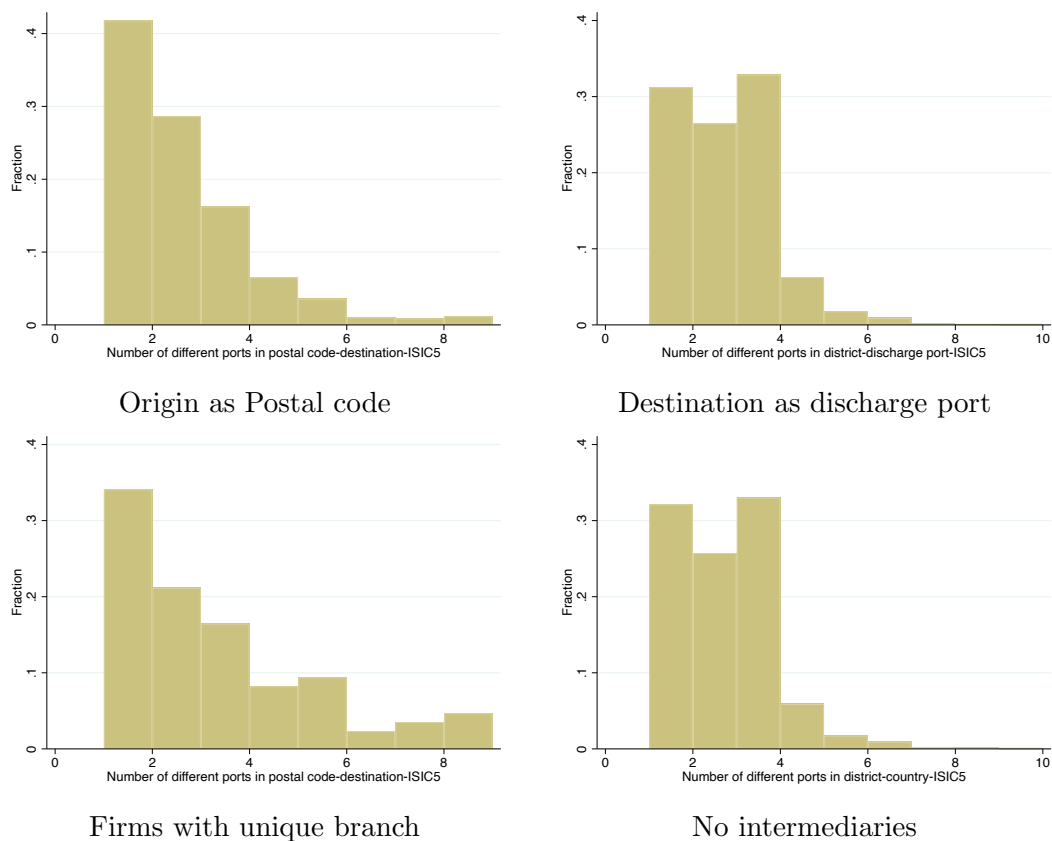 .4
.3
.2
.1
0
Fraction
0 2 4 6 8
Number of different ports in postal code-destination-ISIC5
Origin as Postal code
.4
.3
.2
.1
0
Fraction
0 2 4 6 8 10
Number of different ports in district-discharge port-ISIC5
Destination as discharge port
.4
.3
.2
.1
0
Fraction
0 2 4 6 8
Number of different ports in postal code-destination-ISIC5
Firms with unique branch
.4
.3
.2
.1
0
Fraction
0 2 4 6 8 10
Number of different ports in district-country-ISIC5
No intermediaries